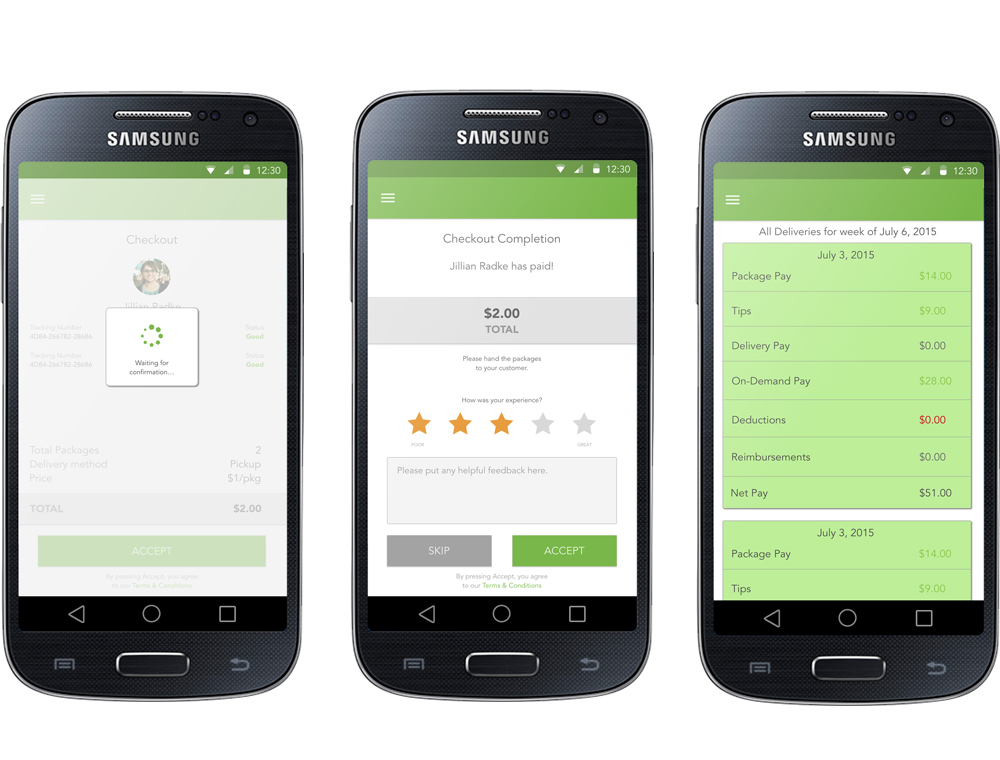 SAMSUNG
12:30
Checkout
Jillian Radke
Tracking Number
Status
4D84-266782-28686
Good
Tracking Number
Status
4D84-266782-28686
Good
Waiting for
confirmation...
Total Packages 2
Delivery method Pickup
Price $1/pkg
TOTAL $2.00
ACCEPT
By pressing Accept, you agree
to our Terms & Conditions
SAMSUNG
12:30
Checkout Completion
Jillian Radke has paid!
$2.00
TOTAL
Please hand the packages
to your customer.
How was your experience?
POOR GREAT
Please put any helpful feedback here.
SKIP ACCEPT
By pressing Accept, you agree
to our Terms & Conditions
SAMSUNG
12:30
All Deliveries for week of July 6, 2015
July 3, 2015
Package Pay $14.00
Tips $9.00
Delivery Pay $0.00
On-Demand Pay $28.00
Deductions $0.00
Reimbursements $0.00
Net Pay $51.00
July 3, 2015
Package Pay $14.00
Tips $9.00